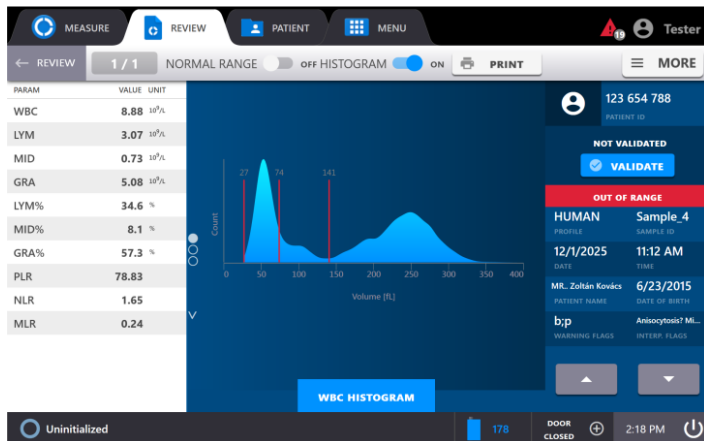 MEASURE REVIEW PATIENT MENU 19 Tester
← REVIEW 1 / 1 NORMAL RANGE OFF HISTOGRAM ON PRINT MORE
PARAM VALUE UNIT
WBC 8.88 10⁹/L
LYM 3.07 10⁹/L
MID 0.73 10⁹/L
GRA 5.08 10⁹/L
LYM% 34.6 %
MID% 8.1 %
GRA% 57.3 %
PLR 78.83
NLR 1.65
MLR 0.24
27 74 141
Count
0 50 100 150 200 250 300 350 400
Volume [fL]
WBC HISTOGRAM
123 654 788
PATIENT ID
NOT VALIDATED
VALIDATE
OUT OF RANGE
HUMAN Sample_4
PROFILE SAMPLE ID
12/1/2025 11:12 AM
DATE TIME
MR.. Zoltán Kovács 6/23/2015
PATIENT NAME DATE OF BIRTH
b;p Anisocytosis? Mi...
WARNING FLAGS INTERP. FLAGS
Uninitialized 178 DOOR CLOSED 2:18 PM